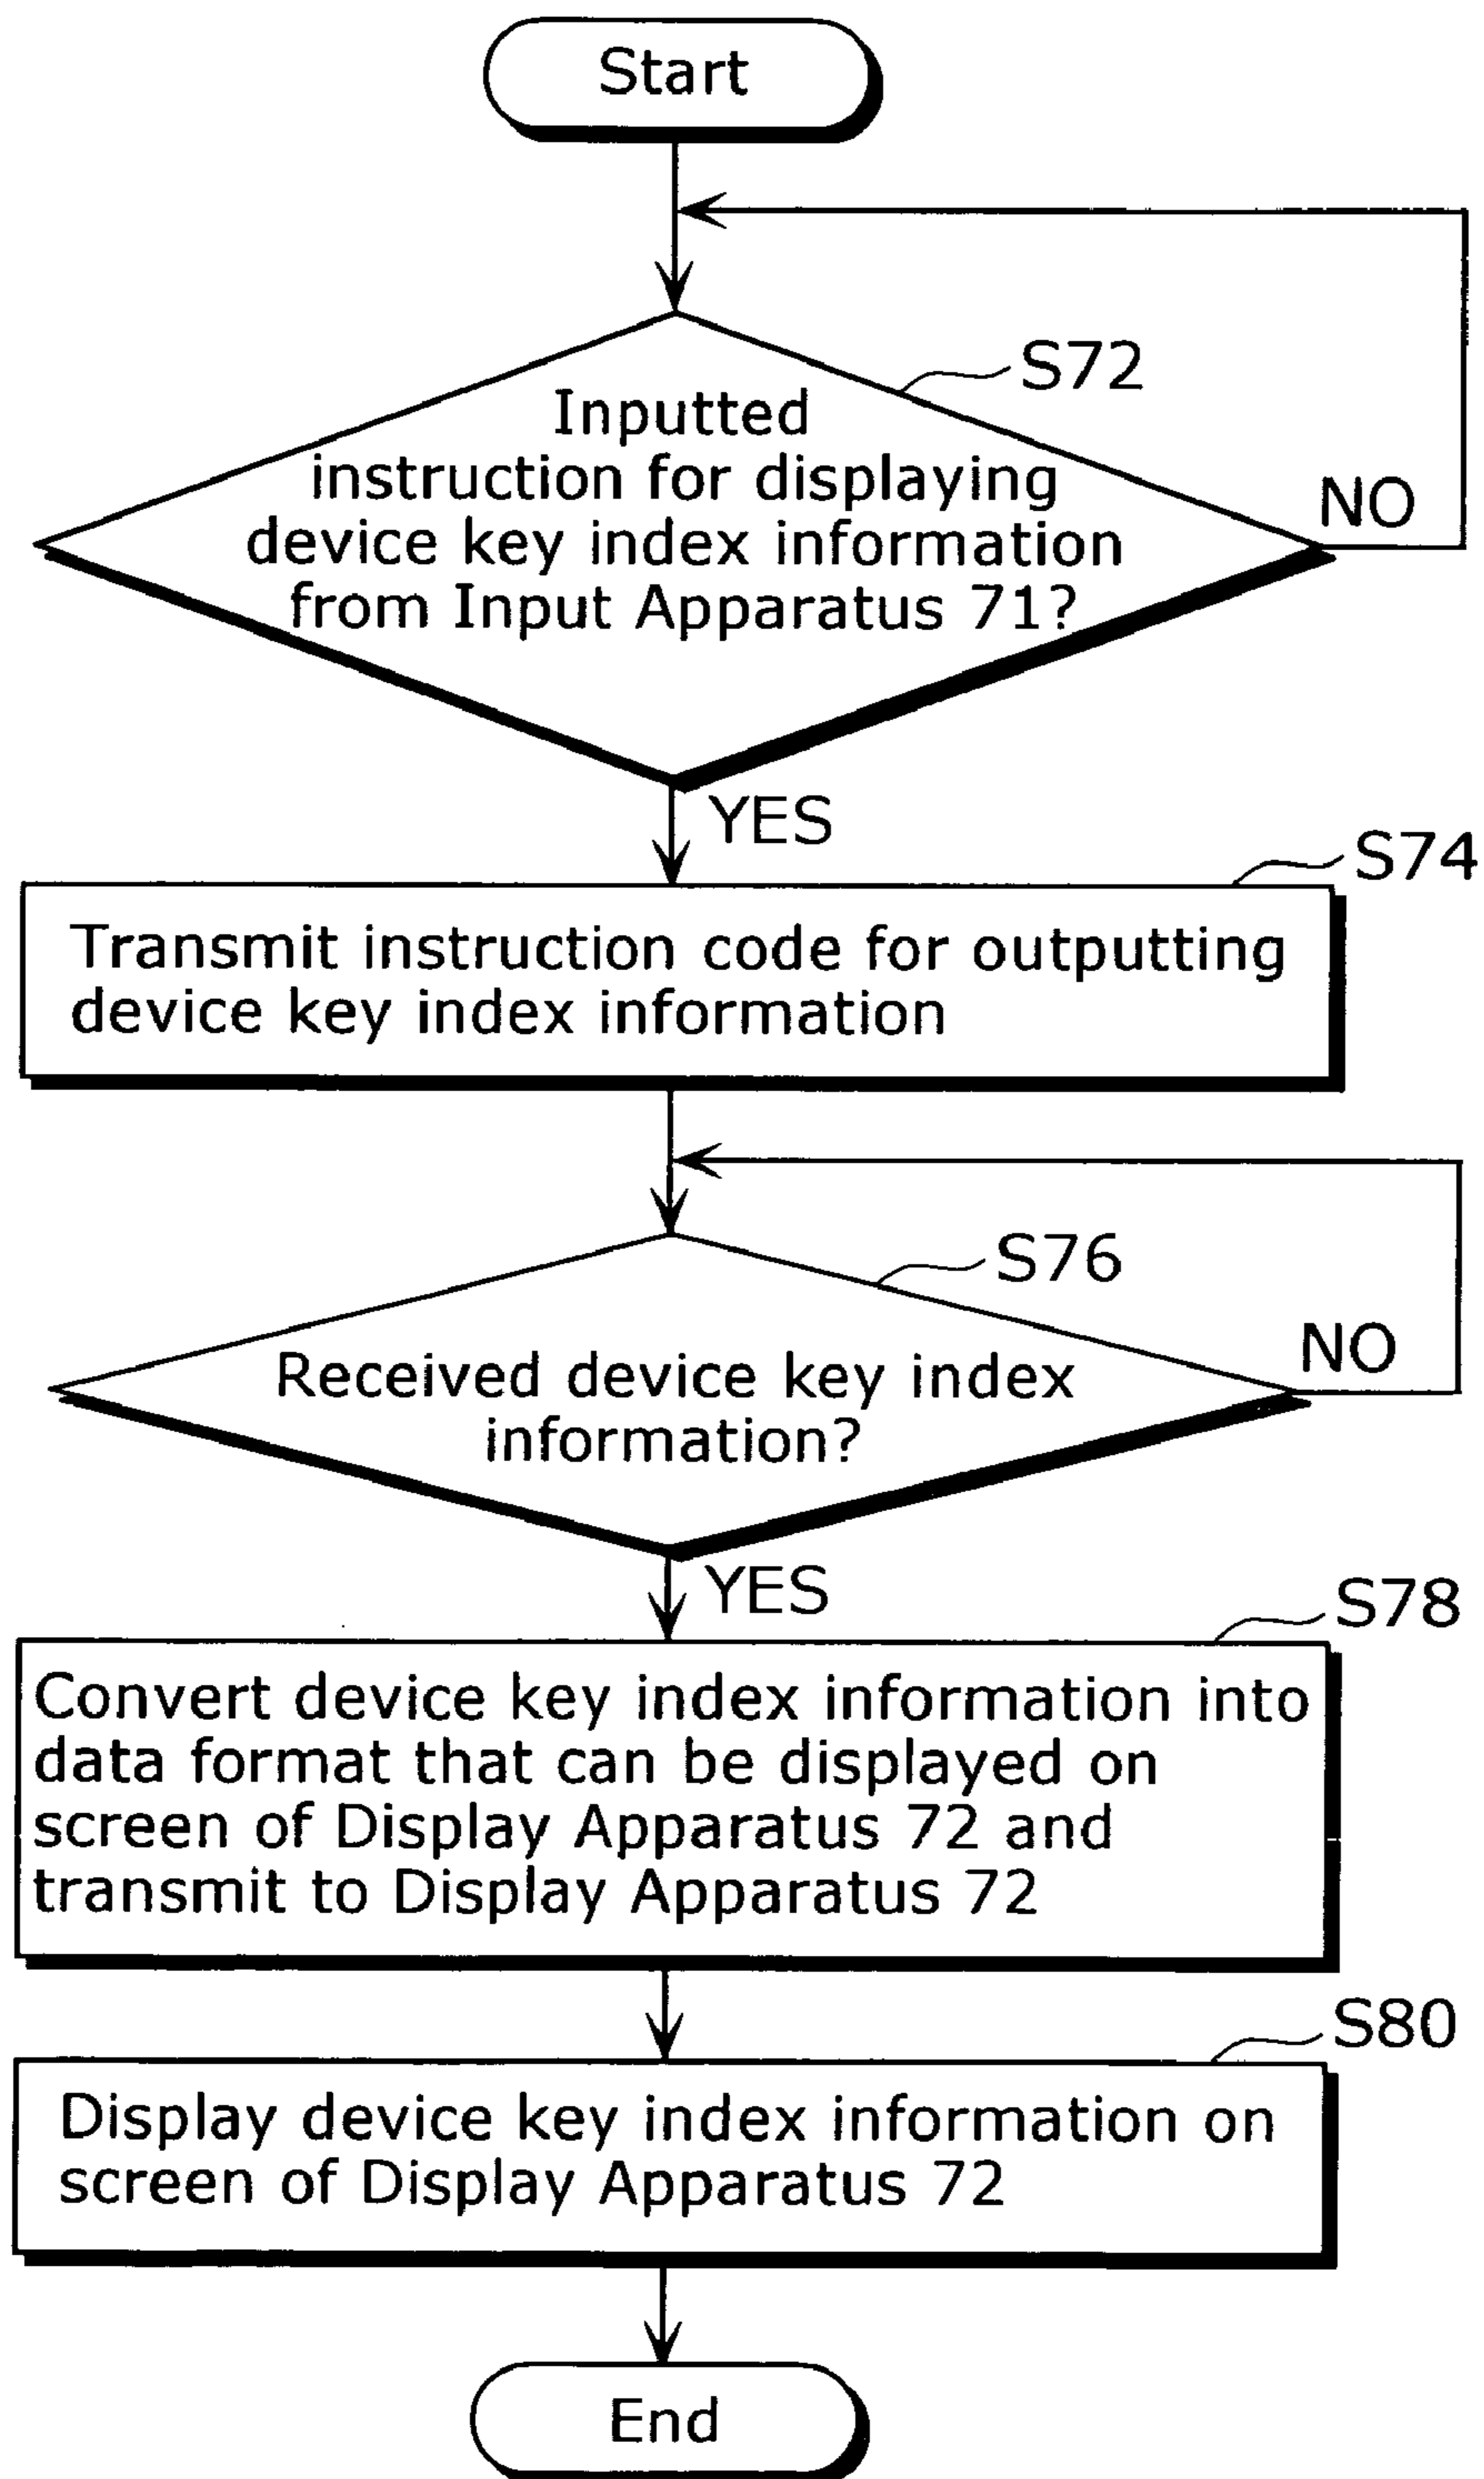 Start
S72
Inputted
instruction for displaying
device key index information
from Input Apparatus 71?
NO
YES
S74
Transmit instruction code for outputting
device key index information
S76
Received device key index
information?
NO
YES
S78
Convert device key index information into
data format that can be displayed on
screen of Display Apparatus 72 and
transmit to Display Apparatus 72
S80
Display device key index information on
screen of Display Apparatus 72
End